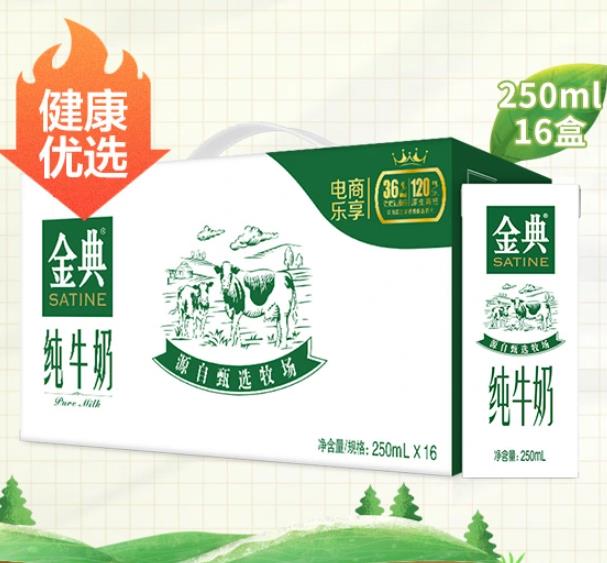 健康
优选
250ml
16盒
电商
乐享
36
120
金典
SATINE
纯牛奶
Pure Milk
源自甄选牧场
净含量/规格: 250mL X 16
金典
SATINE
源自甄选牧场
纯牛奶
净含量: 250mL